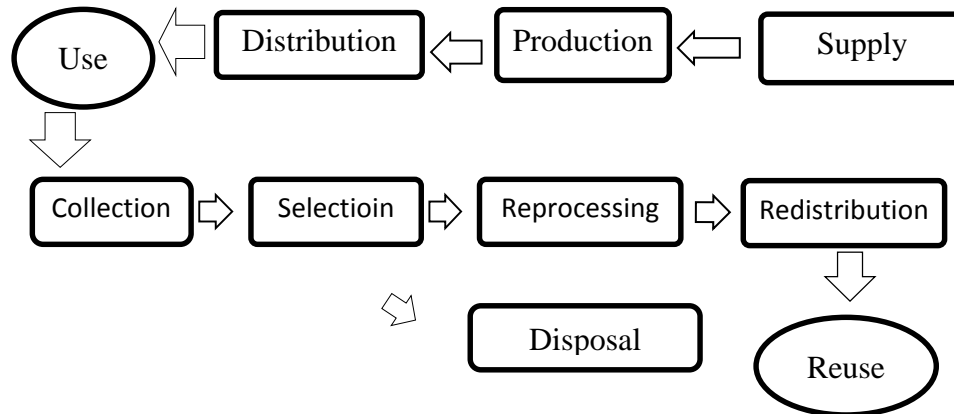 Use
Distribution
Production
Supply
Collection
Selectioin
Reprocessing
Redistribution
Disposal
Reuse